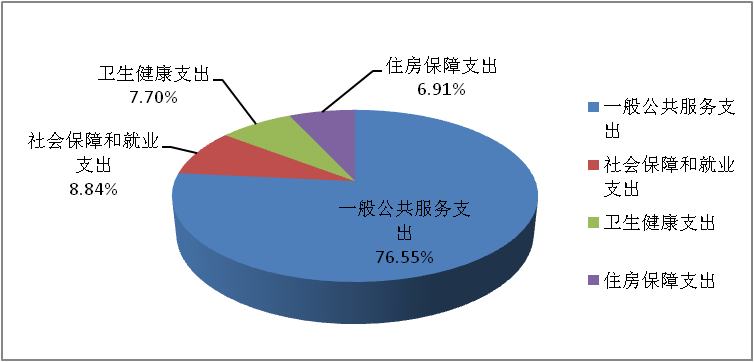 卫生健康支出
7.70%
住房保障支出
6.91%
社会保障和就业
支出
8.84%
一般公共服务支
出
76.55%
一般公共服务支
出
社会保障和就业
支出
卫生健康支出
住房保障支出